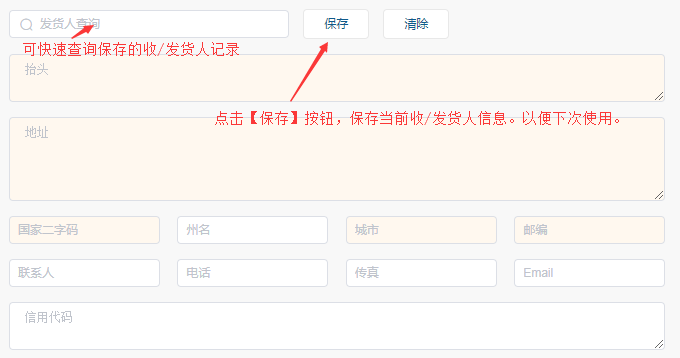 发货人查询 保存 清除
可快速查询保存的收/发货人记录
抬头
点击【保存】按钮，保存当前收/发货人信息。以便下次使用。
地址
国家二字码 州名 城市 邮编
联系人 电话 传真 Email
信用代码